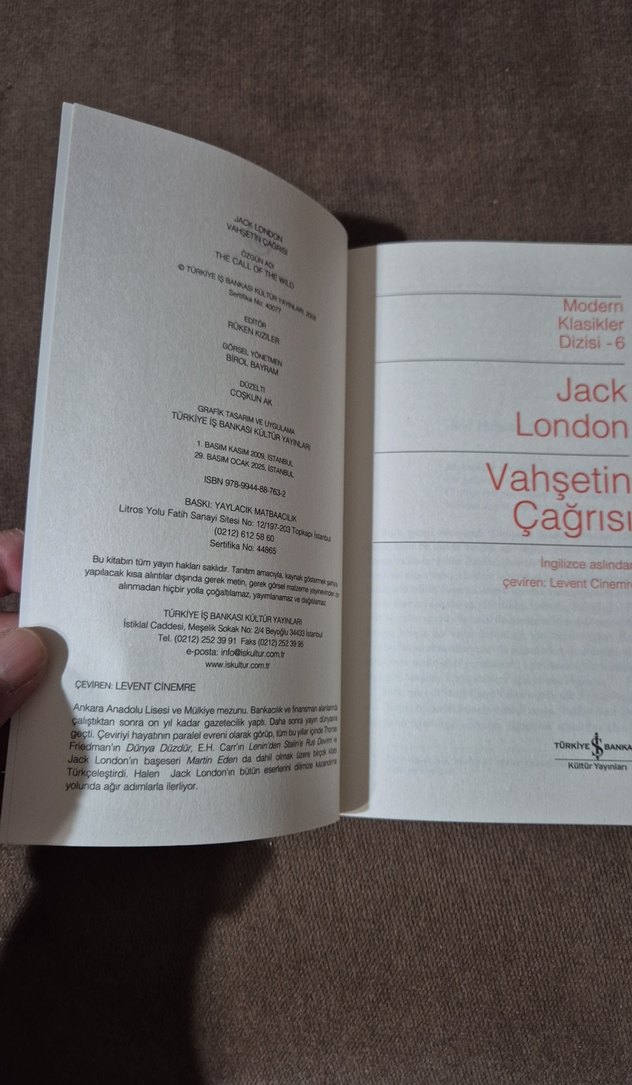 JACK LONDON
VAHŞETİN ÇAĞRISI
ÖZGÜN ADI
THE CALL OF THE WILD
© TÜRKİYE İŞ BANKASI KÜLTÜR YAYINLARI, 2009
Sertifika No: 40077
EDİTÖR
RÜKEN KIZILER
GÖRSEL YÖNETMEN
BİROL BAYRAM
DÜZELTİ
COŞKUN AK
GRAFİK TASARIM VE UYGULAMA
TÜRKİYE İŞ BANKASI KÜLTÜR YAYINLARI
1. BASIM KASIM 2009, İSTANBUL
29. BASIM OCAK 2025, İSTANBUL
ISBN 978-9944-88-763-2
BASKI: YAYLACIK MATBAACILIK
Litros Yolu Fatih Sanayi Sitesi No: 12/197-203 Topkapı İstanbul
(0212) 612 58 60
Sertifika No: 44865
Bu kitabın tüm yayın hakları saklıdır. Tanıtım amacıyla, kaynak göstermek şartıyla
yapılacak kısa alıntılar dışında gerek metin, gerek görsel malzeme yayınevinden izin
alınmadan hiçbir yolla çoğaltılamaz, yayımlanamaz ve dağıtılamaz.
TÜRKİYE İŞ BANKASI KÜLTÜR YAYINLARI
İstiklal Caddesi, Meşelik Sokak No: 2/4 Beyoğlu 34433 İstanbul
Tel. (0212) 252 39 91 Faks (0212) 252 39 95
e-posta: info@iskultur.com.tr
www.iskultur.com.tr
ÇEVİREN: LEVENT CİNEMRE
Ankara Anadolu Lisesi ve Mülkiye mezunu. Bankacılık ve finansman alanlarında
çalıştıktan sonra on yıl kadar gazetecilik yaptı. Daha sonra yayın dünyasına
geçti. Çeviriyi hayatının paralel evreni olarak görüp, tüm bu yıllar içinde Thomas
Friedman'ın Dünya Düzdür, E.H. Carr'ın Lenin'den Stalin'e Rus Devrimi ve
Jack London'ın başeseri Martin Eden da dahil olmak üzere birçok kitabı
Türkçeleştirdi. Halen Jack London'ın bütün eserlerini dilimize kazandırma
yolunda ağır adımlarla ilerliyor.
Modern
Klasikler
Dizisi -6
Jack
London
Vahşetin
Çağrısı
İngilizce aslından
çeviren: Levent Cinemre
TÜRKİYE İŞ BANKA
Kültür Yayınları